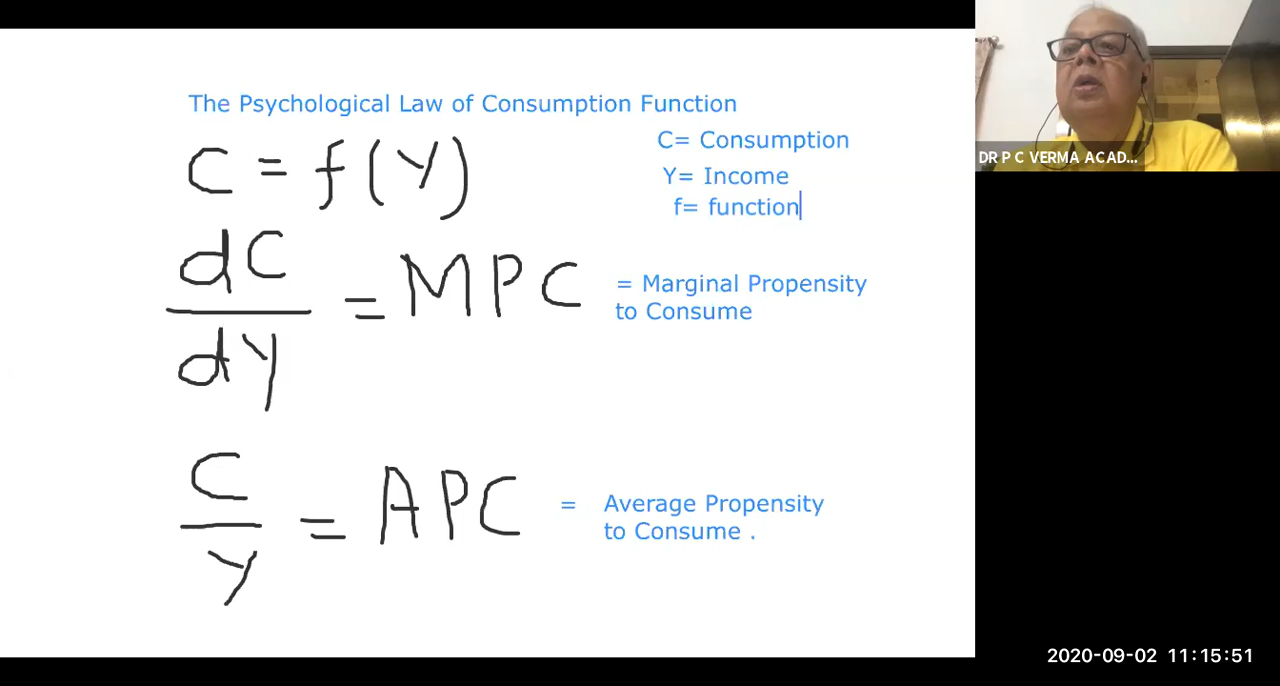 The Psychological Law of Consumption Function
C = f(Y)
C= Consumption
Y= Income
f= function
dC
dY
= MPC
= Marginal Propensity
to Consume
C
Y
= APC
= Average Propensity
to Consume .
DR P C VERMA ACAD...
2020-09-02 11:15:51